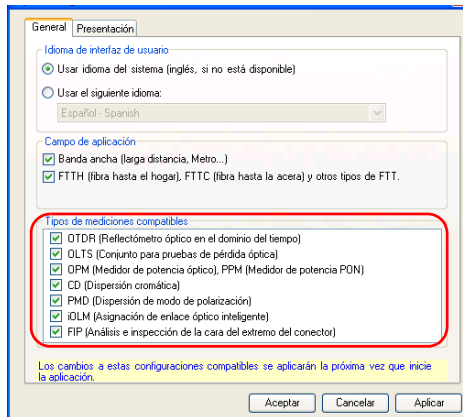 General Presentación
Idioma de interfaz de usuario
Usar idioma del sistema (inglés, si no está disponible)
Usar el siguiente idioma:
Español - Spanish
Campo de aplicación
Banda ancha (larga distancia, Metro...)
FTTH (fibra hasta el hogar), FTTC (fibra hasta la acera) y otros tipos de FTT.
Tipos de mediciones compatibles
OTDR (Reflectómetro óptico en el dominio del tiempo)
OLTS (Conjunto para pruebas de pérdida óptica)
OPM (Medidor de potencia óptico), PPM (Medidor de potencia PON)
CD (Dispersión cromática)
PMD (Dispersión de modo de polarización)
iOLM (Asignación de enlace óptico inteligente)
FIP (Análisis e inspección de la cara del extremo del conector)
Los cambios a estas configuraciones compatibles se aplicarán la próxima vez que inicie
la aplicación.
Aceptar Cancelar Aplicar